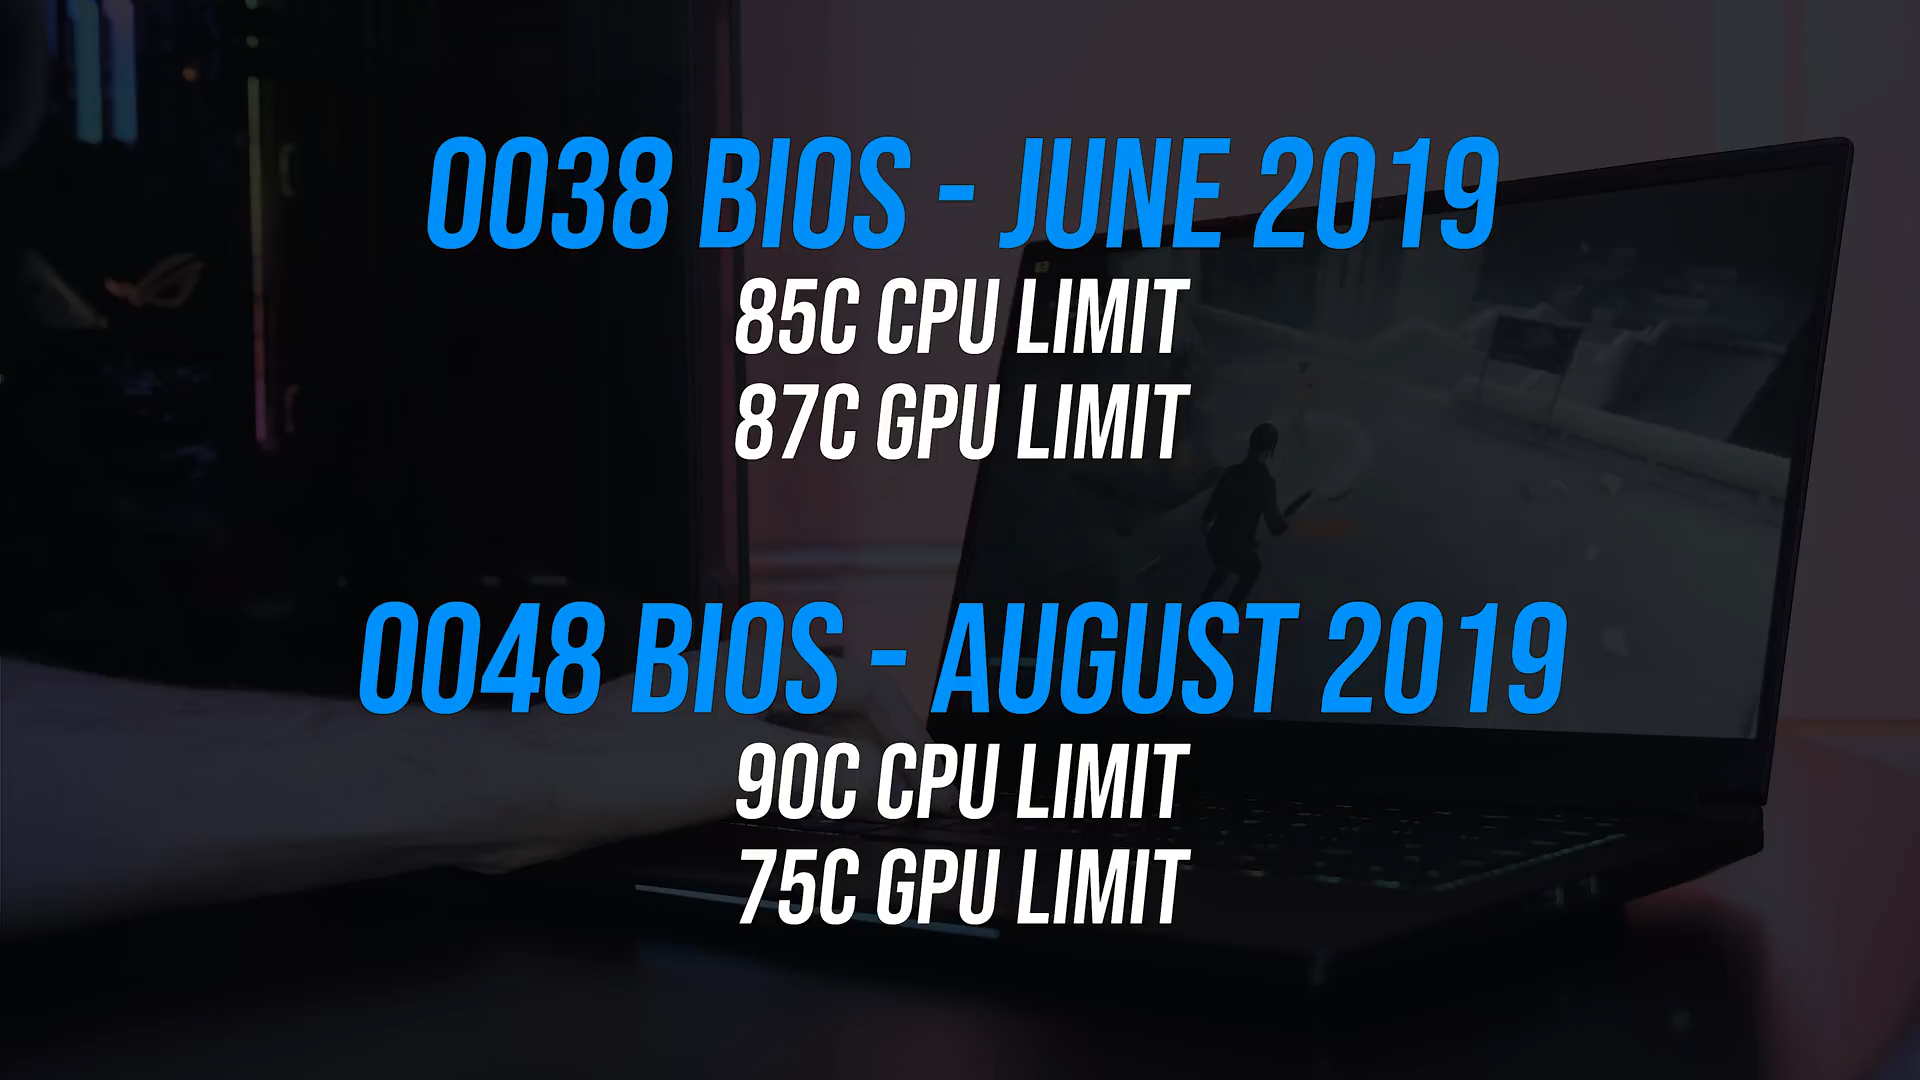 0038 BIOS - JUNE 2019
85C CPU LIMIT
87C GPU LIMIT
0048 BIOS - AUGUST 2019
90C CPU LIMIT
75C GPU LIMIT